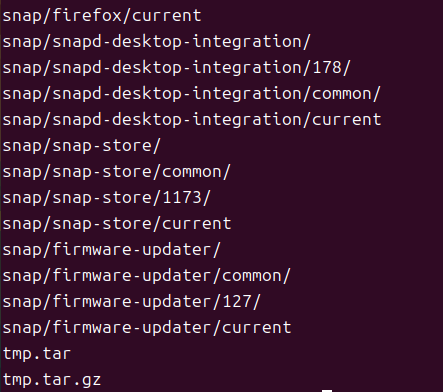 snap/firefox/current
snap/snapd-desktop-integration/
snap/snapd-desktop-integration/178/
snap/snapd-desktop-integration/common/
snap/snapd-desktop-integration/current
snap/snap-store/
snap/snap-store/common/
snap/snap-store/1173/
snap/snap-store/current
snap/firmware-updater/
snap/firmware-updater/common/
snap/firmware-updater/127/
snap/firmware-updater/current
tmp.tar
tmp.tar.gz